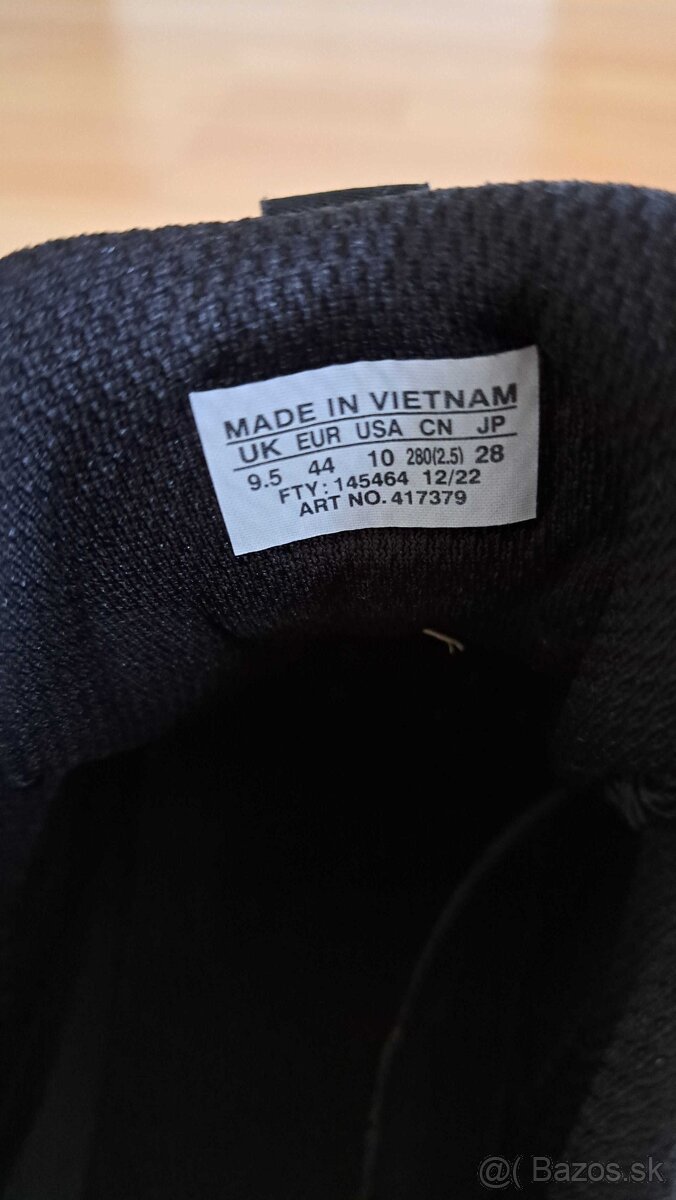 MADE IN VIETNAM
UK EUR USA CN JP
9.5 44 10 280(2.5) 28
FTY: 145464 12/22
ART NO. 417379
@( Bazos.sk